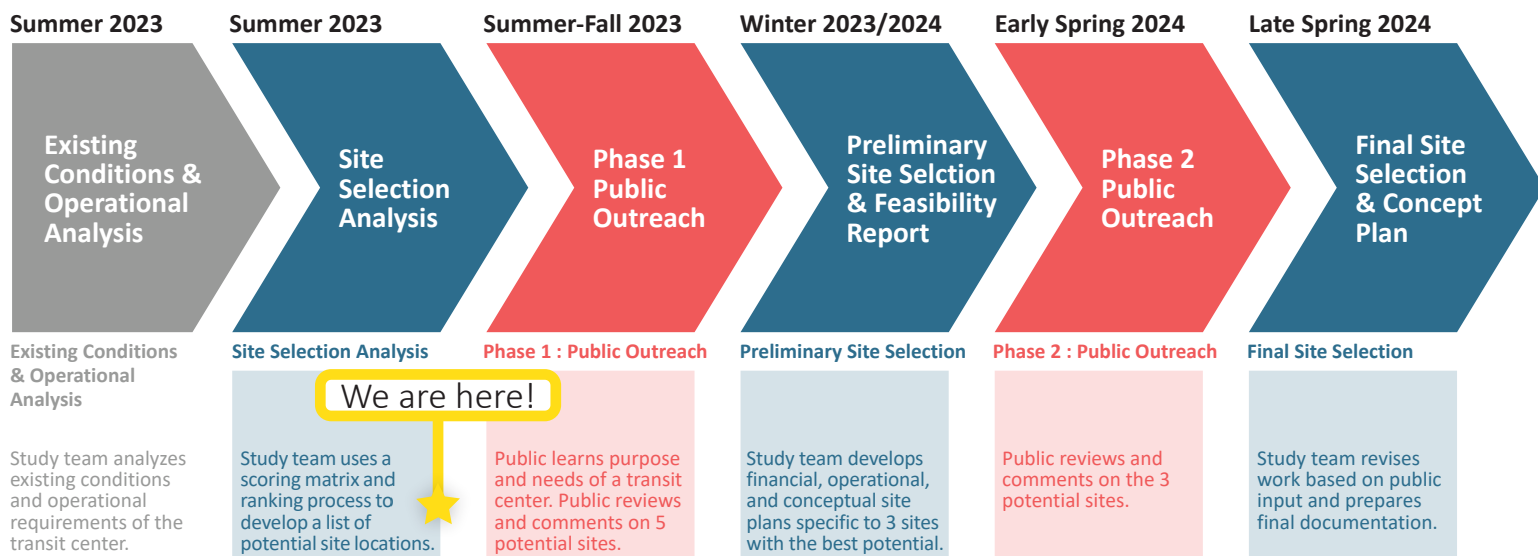 Summer 2023
Summer 2023
Summer-Fall 2023
Winter 2023/2024
Early Spring 2024
Late Spring 2024
Existing
Conditions &
Operational
Analysis
Site
Selection
Analysis
Phase 1
Public
Outreach
Preliminary
Site Selction
& Feasibility
Report
Phase 2
Public
Outreach
Final Site
Selection
& Concept
Plan
Existing Conditions
& Operational
Analysis
Study team analyzes
existing conditions
and operational
requirements of the
transit center.
Site Selection Analysis
We are here!
Study team uses a
scoring matrix and
ranking process to
develop a list of
potential site locations.
Phase 1 : Public Outreach
Public learns purpose
and needs of a transit
center. Public reviews
and comments on 5
potential sites.
Preliminary Site Selection
Study team develops
financial, operational,
and conceptual site
plans specific to 3 sites
with the best potential.
Phase 2 : Public Outreach
Public reviews and
comments on the 3
potential sites.
Final Site Selection
Study team revises
work based on public
input and prepares
final documentation.